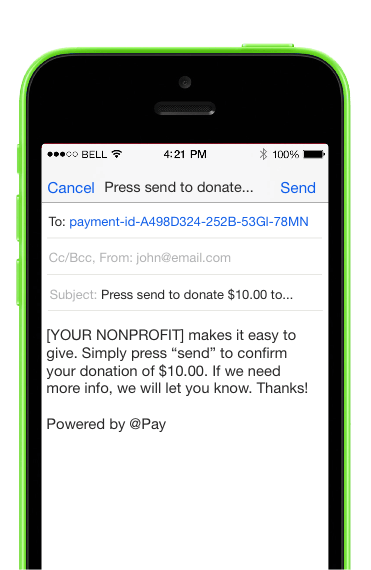 BELL 4:21 PM 100%
Cancel Press send to donate... Send
To: payment-id-A498D324-252B-53GI-78MN
Cc/Bcc, From: john@email.com
Subject: Press send to donate $10.00 to...
[YOUR NONPROFIT] makes it easy to
give. Simply press “send” to confirm
your donation of $10.00. If we need
more info, we will let you know. Thanks!
Powered by @Pay